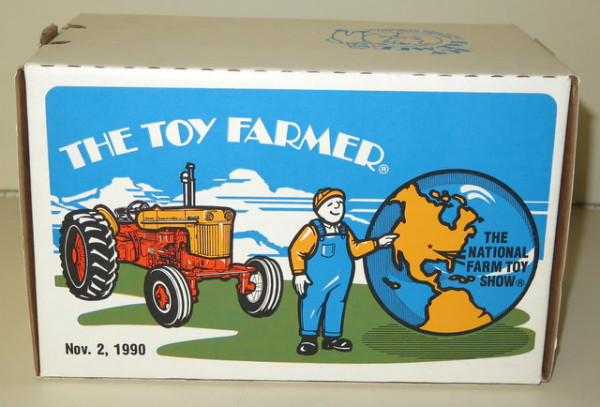 THE TOY FARMER®
THE
NATIONAL
FARM TOY
SHOW®
Nov. 2, 1990